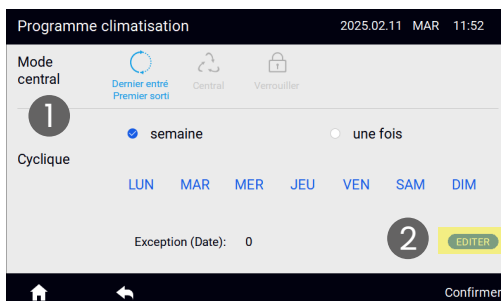 Programme climatisation 2025.02.11 MAR 11:52
Mode
central
Dernier entré
Premier sorti
Central
Verrouiller
1
semaine
une fois
Cyclique
LUN MAR MER JEU VEN SAM DIM
Exception (Date): 0
2
EDITER
Confirmer